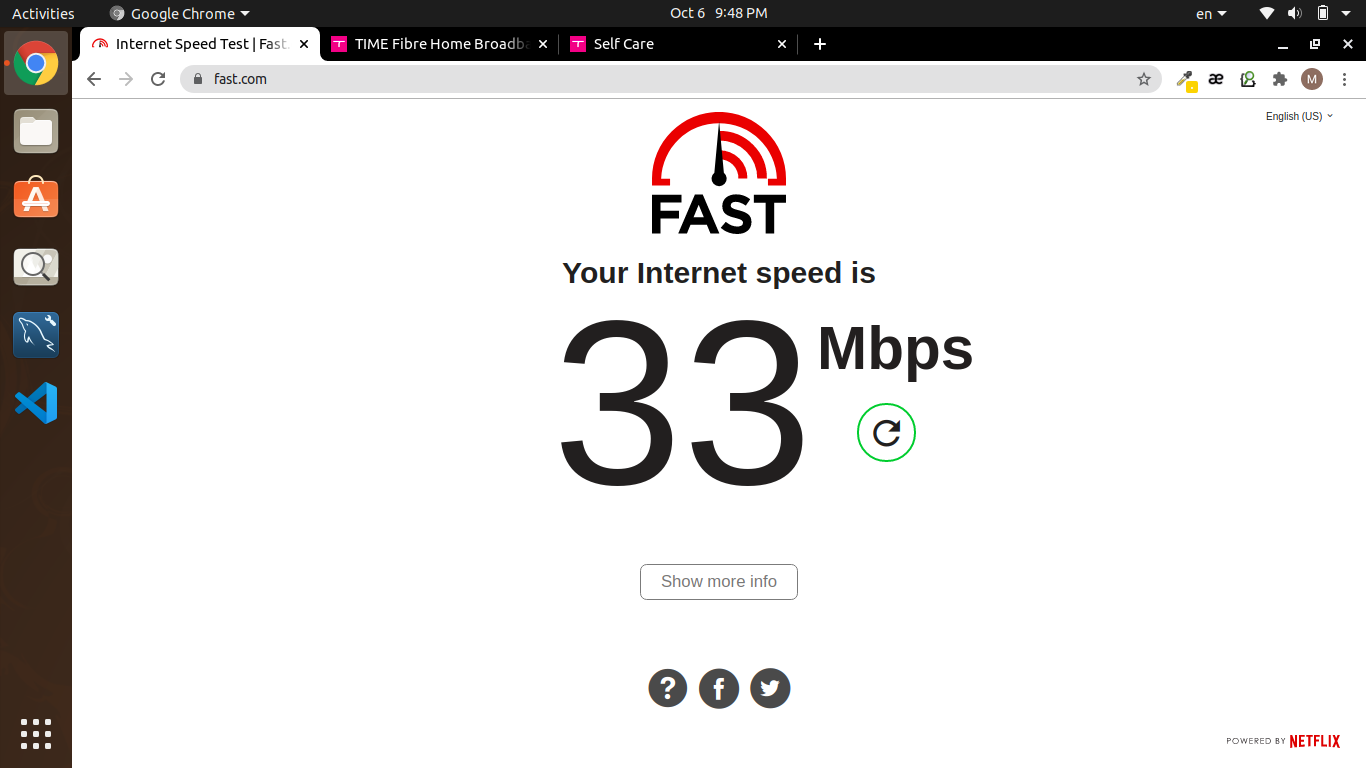 Activities Google Chrome Oct 6 9:48 PM en
Internet Speed Test | Fast. TIME Fibre Home Broadba Self Care
fast.com M
English (US)
FAST
Your Internet speed is
33 Mbps
Show more info
POWERED BY NETFLIX